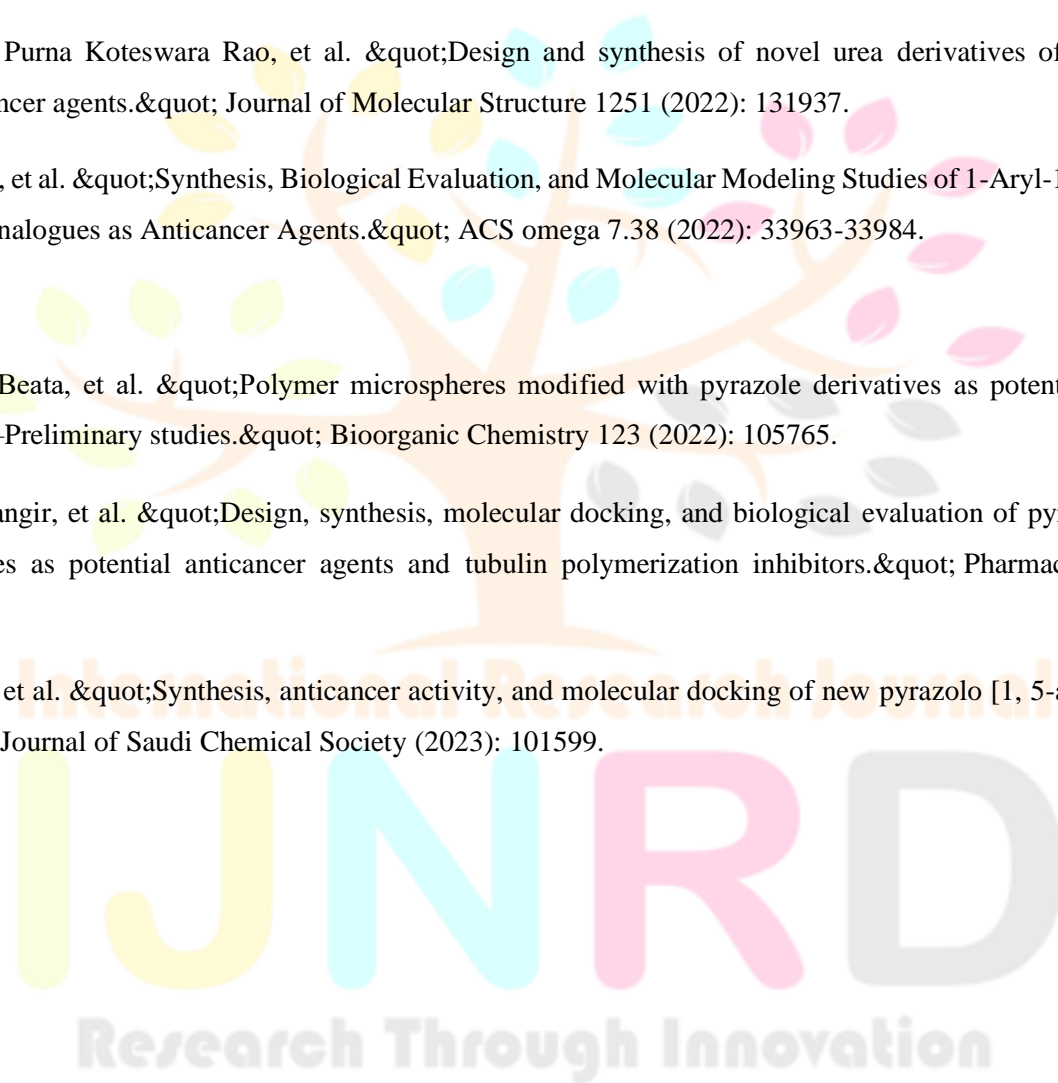 Purna Koteswara Rao, et al. &quot;Design and synthesis of novel urea derivatives of
ncer agents.&quot; Journal of Molecular Structure 1251 (2022): 131937.
, et al. &quot;Synthesis, Biological Evaluation, and Molecular Modeling Studies of 1-Aryl-1
nalogues as Anticancer Agents.&quot; ACS omega 7.38 (2022): 33963-33984.
Beata, et al. &quot;Polymer microspheres modified with pyrazole derivatives as potent
-Preliminary studies.&quot; Bioorganic Chemistry 123 (2022): 105765.
angir, et al. &quot;Design, synthesis, molecular docking, and biological evaluation of py
es as potential anticancer agents and tubulin polymerization inhibitors.&quot; Pharmac
International Research Journal
et al. &quot;Synthesis, anticancer activity, and molecular docking of new pyrazolo [1, 5-a
Journal of Saudi Chemical Society (2023): 101599.
IJNRD
Research Through Innovation